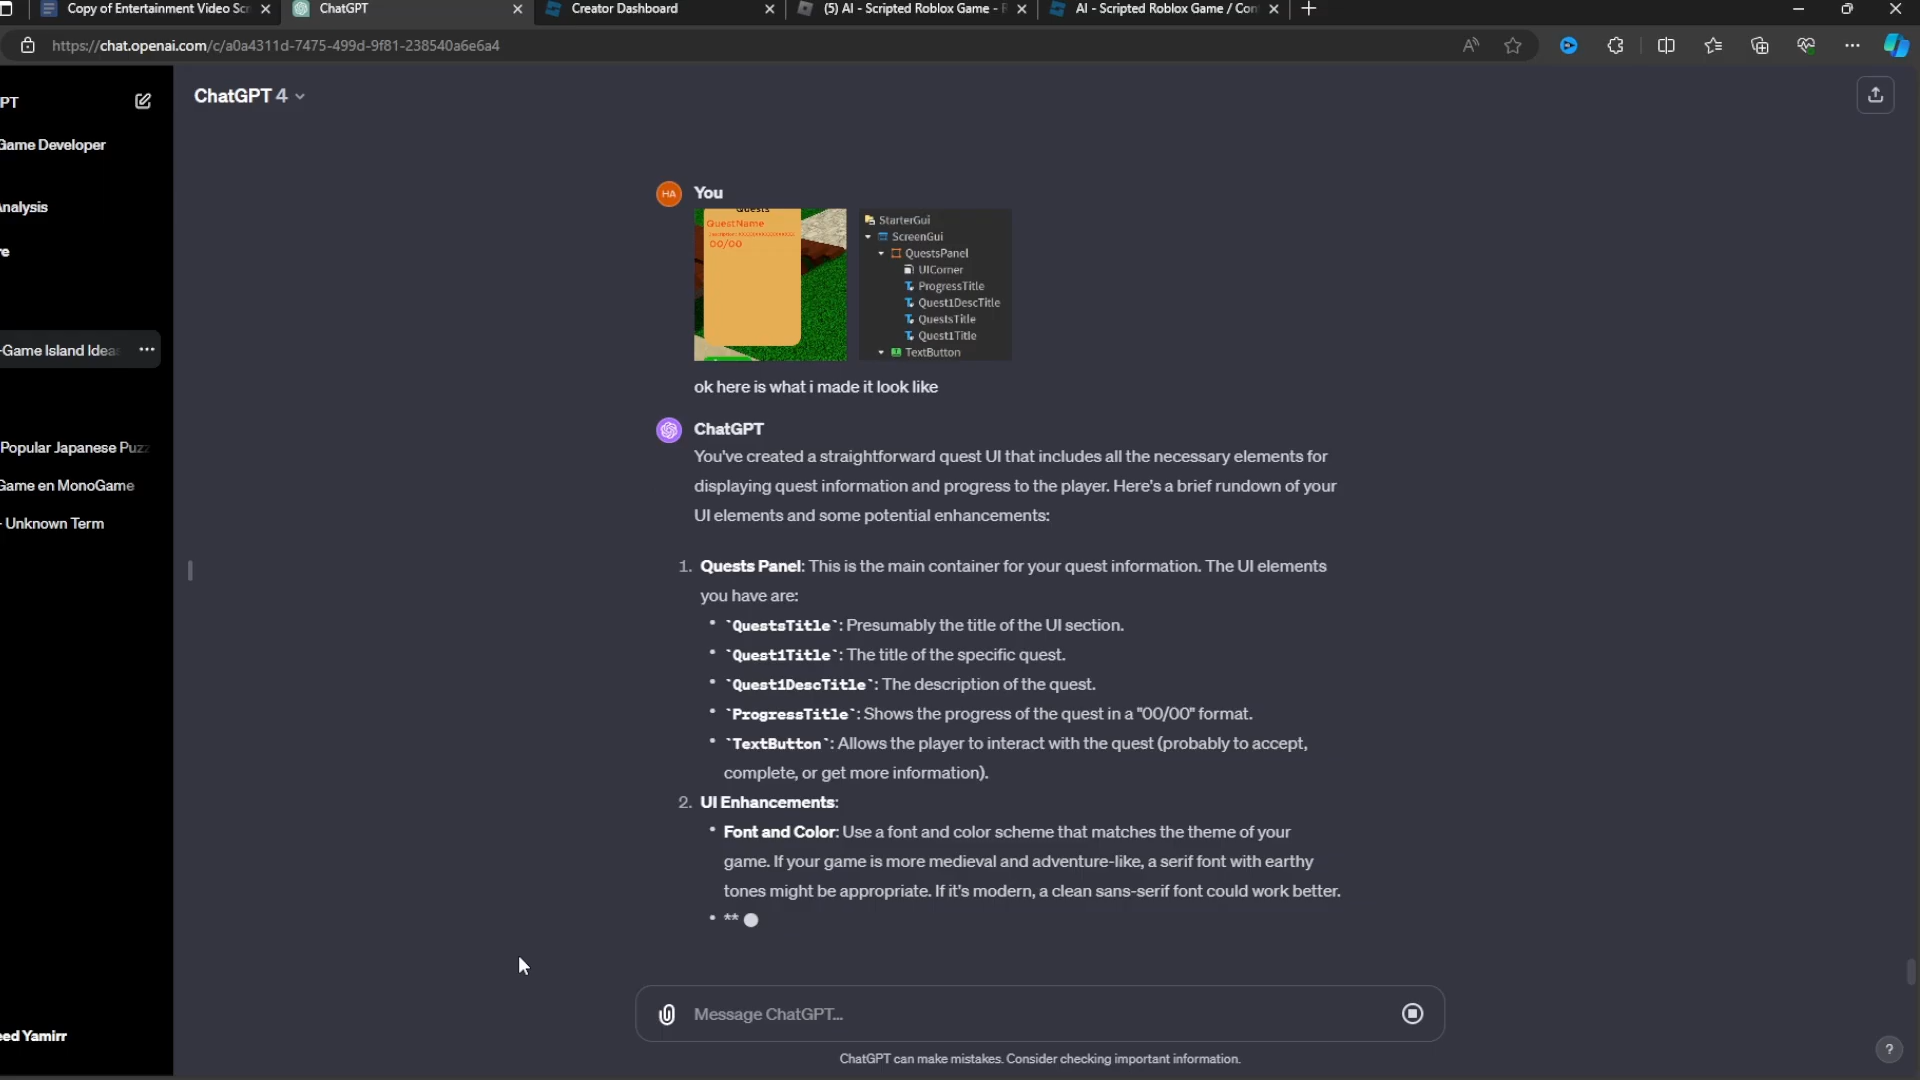 Copy of Entertainment Video Scr
ChatGPT
Creator Dashboard
(5) AI - Scripted Roblox Game -
AI - Scripted Roblox Game / Con
https://chat.openai.com/c/a0a4311d-7475-499d-9f81-238540a6e6a4
PT
ChatGPT 4
Game Developer
Analysis
re
-Game Island Ideas
Popular Japanese Puzz
Game en MonoGame
- Unknown Term
eed Yamirr
HA
You
Quests
QuestName
00/00
StarterGui
ScreenGui
QuestsPanel
UICorner
ProgressTitle
Quest1DescTitle
QuestsTitle
Quest1Title
TextButton
ok here is what i made it look like
ChatGPT
You've created a straightforward quest UI that includes all the necessary elements for
displaying quest information and progress to the player. Here's a brief rundown of your
UI elements and some potential enhancements:
1. Quests Panel: This is the main container for your quest information. The UI elements
you have are:
• `QuestsTitle`: Presumably the title of the UI section.
• `Quest1Title`: The title of the specific quest.
• `Quest1DescTitle`: The description of the quest.
• `ProgressTitle`: Shows the progress of the quest in a "00/00" format.
• `TextButton`: Allows the player to interact with the quest (probably to accept,
complete, or get more information).
2. UI Enhancements:
• Font and Color: Use a font and color scheme that matches the theme of your
game. If your game is more medieval and adventure-like, a serif font with earthy
tones might be appropriate. If it's modern, a clean sans-serif font could work better.
• **
Message ChatGPT...
ChatGPT can make mistakes. Consider checking important information.
?